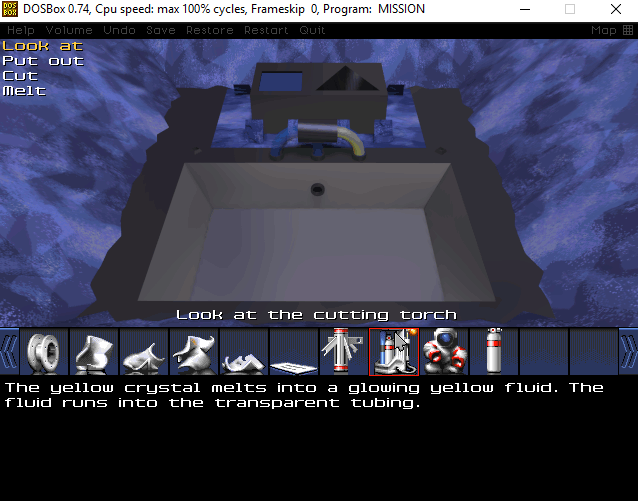 DOS
BOX
DOSBox 0.74, Cpu speed: max 100% cycles, Frameskip 0, Program: MISSION
Help Volume Undo Save Restore Restart Quit Map
Look at
Put out
Cut
Melt
Look at the cutting torch
The yellow crystal melts into a glowing yellow fluid. The
fluid runs into the transparent tubing.